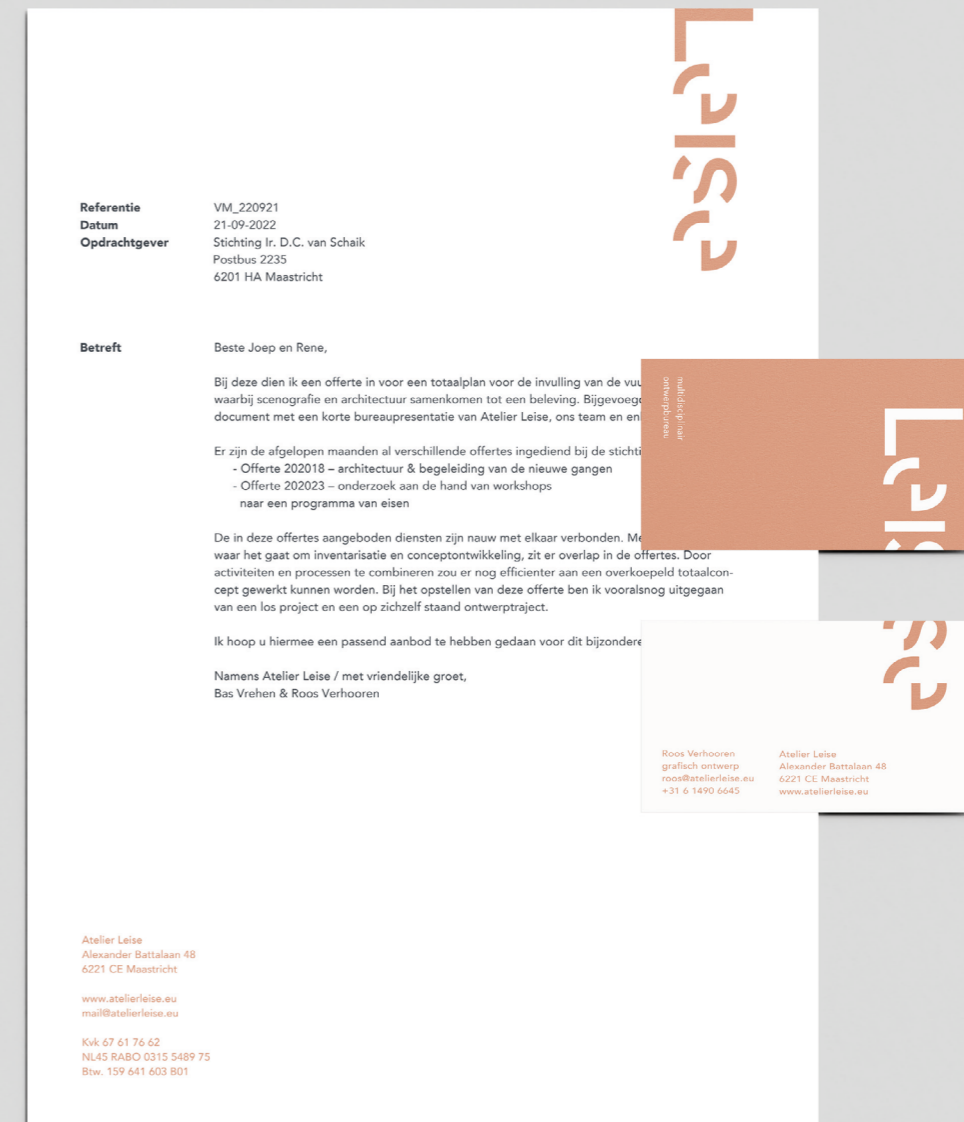 Leise
Referentie VM_220921
Datum 21-09-2022
Opdrachtgever Stichting Ir. D.C. van Schaik
Postbus 2235
6201 HA Maastricht
Betreft Beste Joep en Rene,
Bij deze dien ik een offerte in voor een totaalplan voor de invulling van de
waarbij scenografie en architectuur samenkomen tot een beleving.
document met een korte bureaupresentatie van Atelier Leise, ons team en
Er zijn de afgelopen maanden al verschillende offertes ingediend bij de
- Offerte 202018 – architectuur & begeleiding van de nieuwe gangen
- Offerte 202023 – onderzoek aan de hand van workshops
naar een programma van eisen
De in deze offertes aangeboden diensten zijn nauw met elkaar verbonden.
waar het gaat om inventarisatie en conceptontwikkeling, zit er overlap in de offertes. Door
activiteiten en processen te combineren zou er nog efficienter aan een overkoepeld totaalcon-
cept gewerkt kunnen worden. Bij het opstellen van deze offerte ben ik vooralsnog uitgegaan
van een los project en een op zichzelf staand ontwerptraject.
Ik hoop u hiermee een passend aanbod te hebben gedaan voor dit
Namens Atelier Leise / met vriendelijke groet,
Bas Vrehen & Roos Verhooren
Atelier Leise
Alexander Battalaan 48
6221 CE Maastricht
www.atelierleise.eu
mail@atelierleise.eu
Kvk 67 61 76 62
NL45 RABO 0315 5489 75
Btw. 159 641 603 B01
multidisciplinair
ontwerpbureau
Leis
se
Roos Verhooren
grafisch ontwerp
roos@atelierleise.eu
+31 6 1490 6645
Atelier Leise
Alexander Battalaan 48
6221 CE Maastricht
www.atelierleise.eu